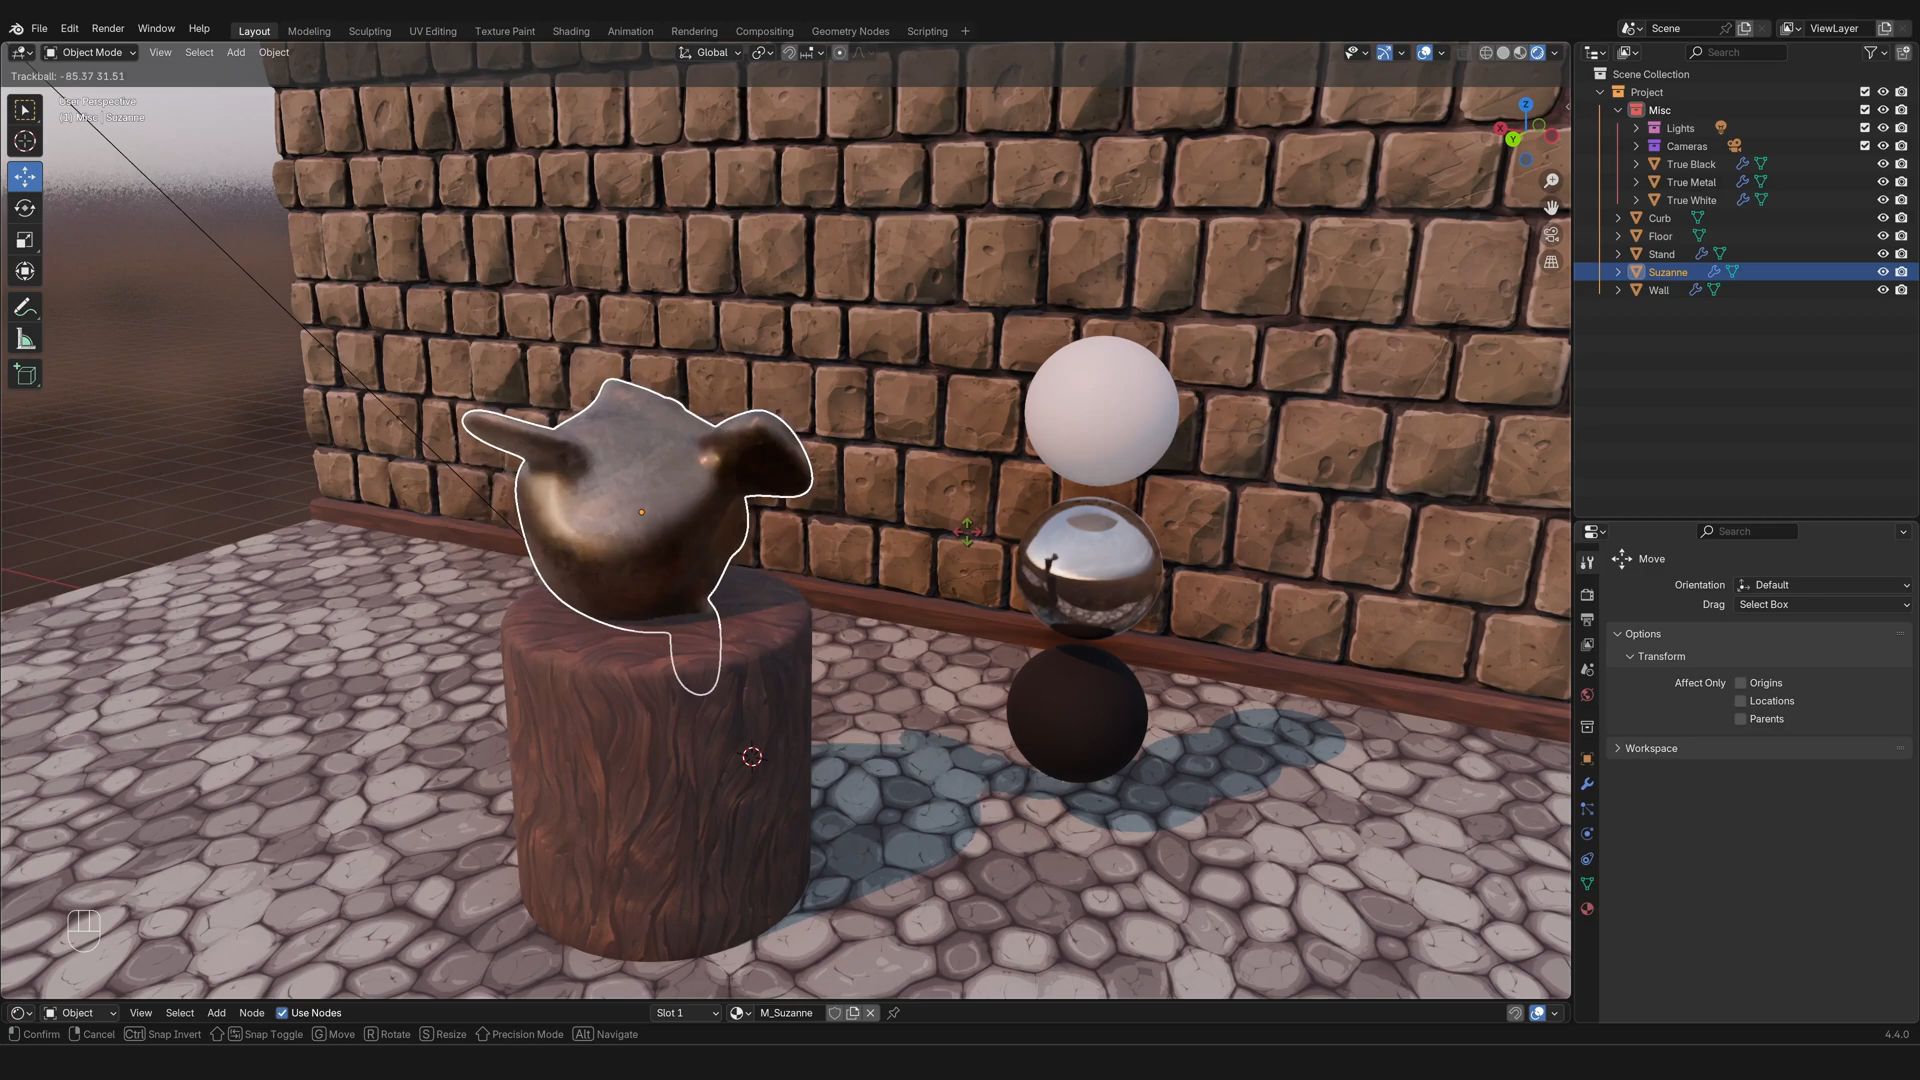 File Edit Render Window Help Layout Modeling Sculpting UV Editing Texture Paint Shading Animation Rendering Compositing Geometry Nodes Scripting + Scene ViewLayer
Object Mode View Select Add Object Global Search
Trackball: -85.37 31.51
User Perspective
(1) Misc | Suzanne
Z
X
Y
Scene Collection
Project
Misc
Lights
Cameras
True Black
True Metal
True White
Curb
Floor
Stand
Suzanne
Wall
Search
Move
Orientation Default
Drag Select Box
Options
Transform
Affect Only Origins
Locations
Parents
Workspace
Object View Select Add Node Use Nodes Slot 1 M_Suzanne
Confirm Cancel Ctrl Snap Invert Snap Toggle G Move R Rotate S Resize Precision Mode Alt Navigate 4.4.0